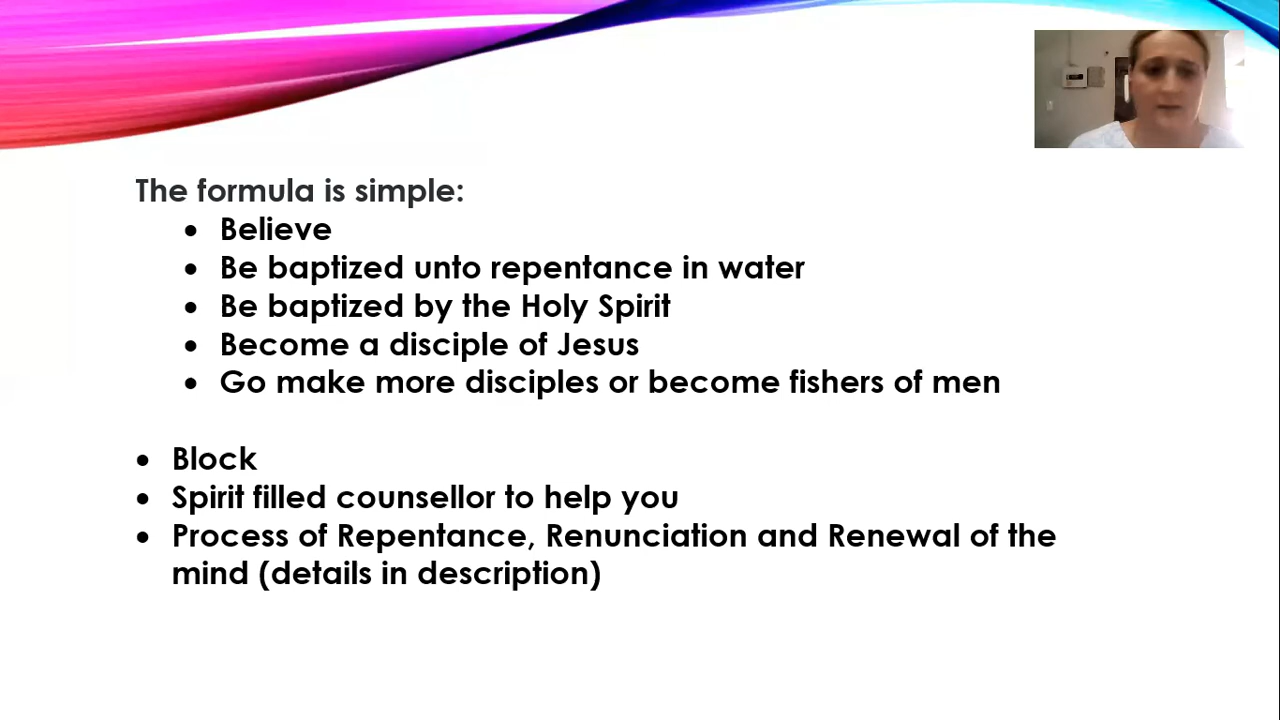 The formula is simple:
• Believe
• Be baptized unto repentance in water
• Be baptized by the Holy Spirit
• Become a disciple of Jesus
• Go make more disciples or become fishers of men
• Block
• Spirit filled counsellor to help you
• Process of Repentance, Renunciation and Renewal of the
mind (details in description)